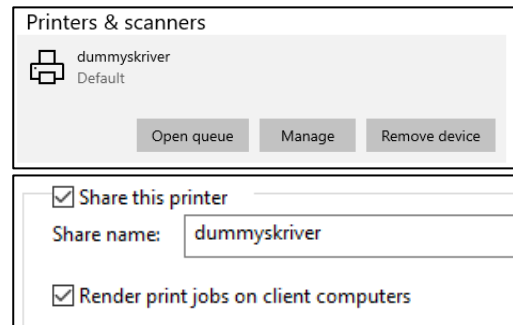 Printers & scanners
dummyskriver
Default
Open queue Manage Remove device
Share this printer
Share name: dummyskriver
Render print jobs on client computers